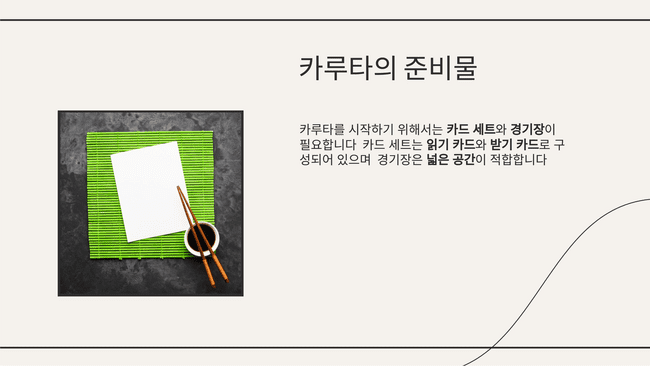 카루타의 준비물
카루타를 시작하기 위해서는 카드 세트와 경기장이
필요합니다 카드 세트는 읽기 카드와 받기 카드로 구
성되어 있으며 경기장은 넓은 공간이 적합합니다